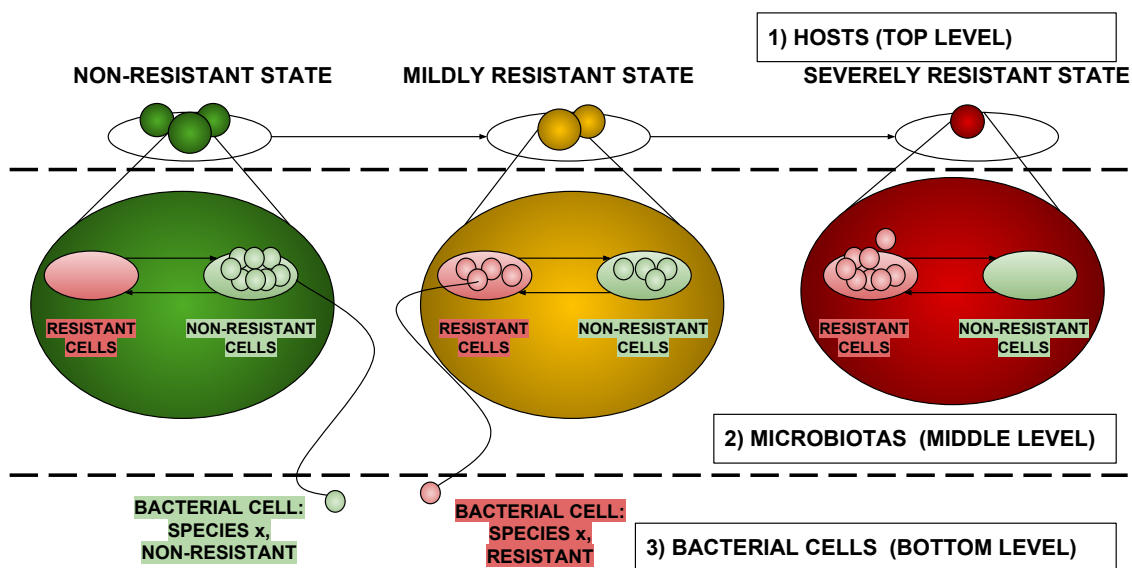 1) HOSTS (TOP LEVEL)
NON-RESISTANT STATE
MILDLY RESISTANT STATE
SEVERELY RESISTANT STATE
RESISTANT
CELLS
NON-RESISTANT
CELLS
RESISTANT
CELLS
NON-RESISTANT
CELLS
RESISTANT
CELLS
NON-RESISTANT
CELLS
2) MICROBIOTAS (MIDDLE LEVEL)
BACTERIAL CELL:
SPECIES x,
NON-RESISTANT
BACTERIAL CELL:
SPECIES x,
RESISTANT
3) BACTERIAL CELLS (BOTTOM LEVEL)